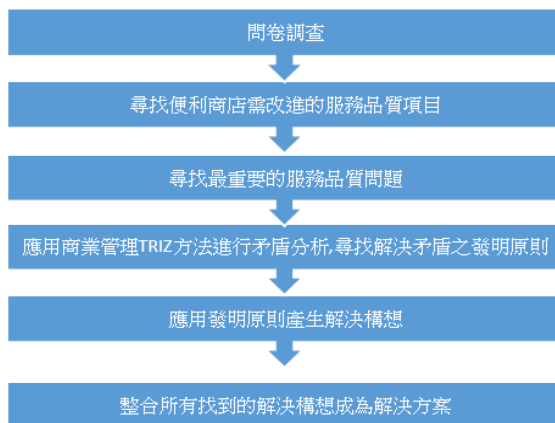 問卷調查
尋找便利商店需改進的服務品質項目
尋找最重要的服務品質問題
應用商業管理TRIZ方法進行矛盾分析,尋找解決矛盾之發明原則
應用發明原則產生解決構想
整合所有找到的解決構想成為解決方案